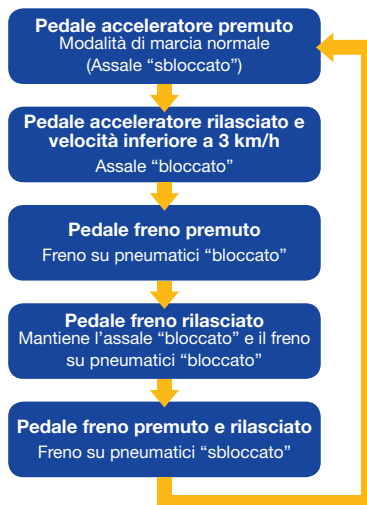 Pedale acceleratore premuto
Modalità di marcia normale
(Assale “sbloccato”)
Pedale acceleratore rilasciato e
velocità inferiore a 3 km/h
Assale “bloccato”
Pedale freno premuto
Freno su pneumatici “bloccato”
Pedale freno rilasciato
Mantiene l’assale “bloccato” e il freno
su pneumatici “bloccato”
Pedale freno premuto e rilasciato
Freno su pneumatici “sbloccato”